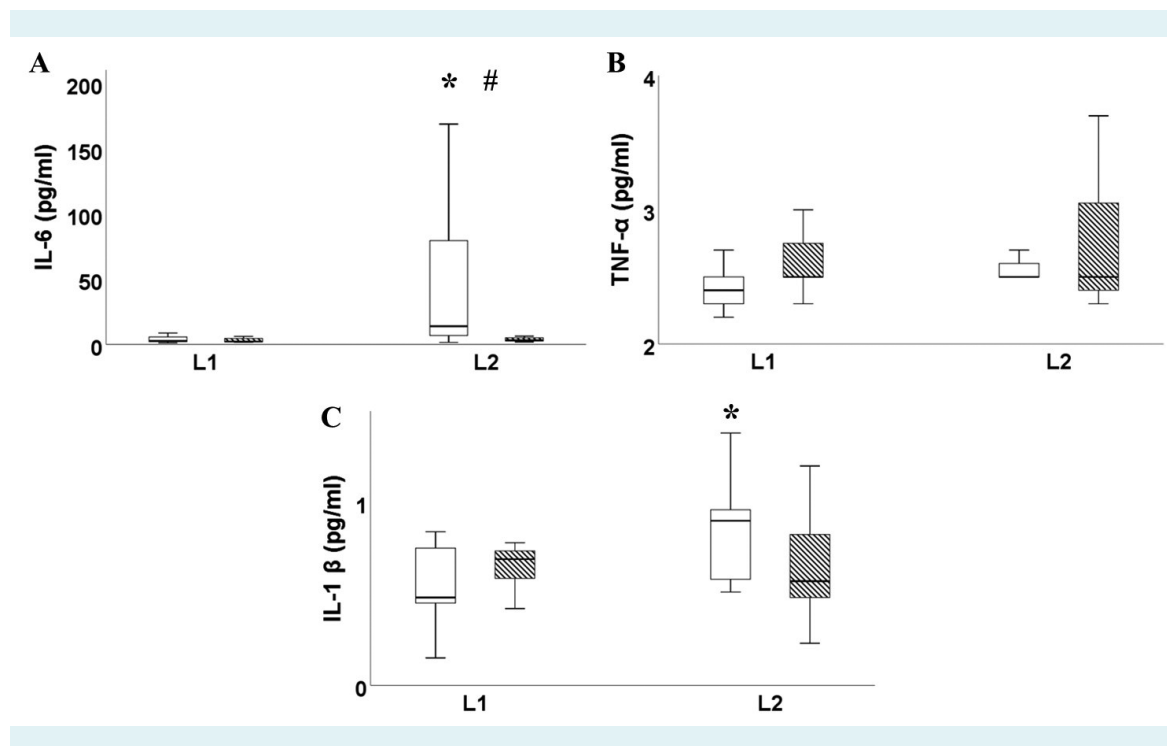 A
IL-6 (pg/ml)
200
150
100
50
0
* #
L1 L2
B
TNF-α (pg/ml)
4
3
2
L1 L2
C
IL-1 β (pg/ml)
1
0
*
L1 L2